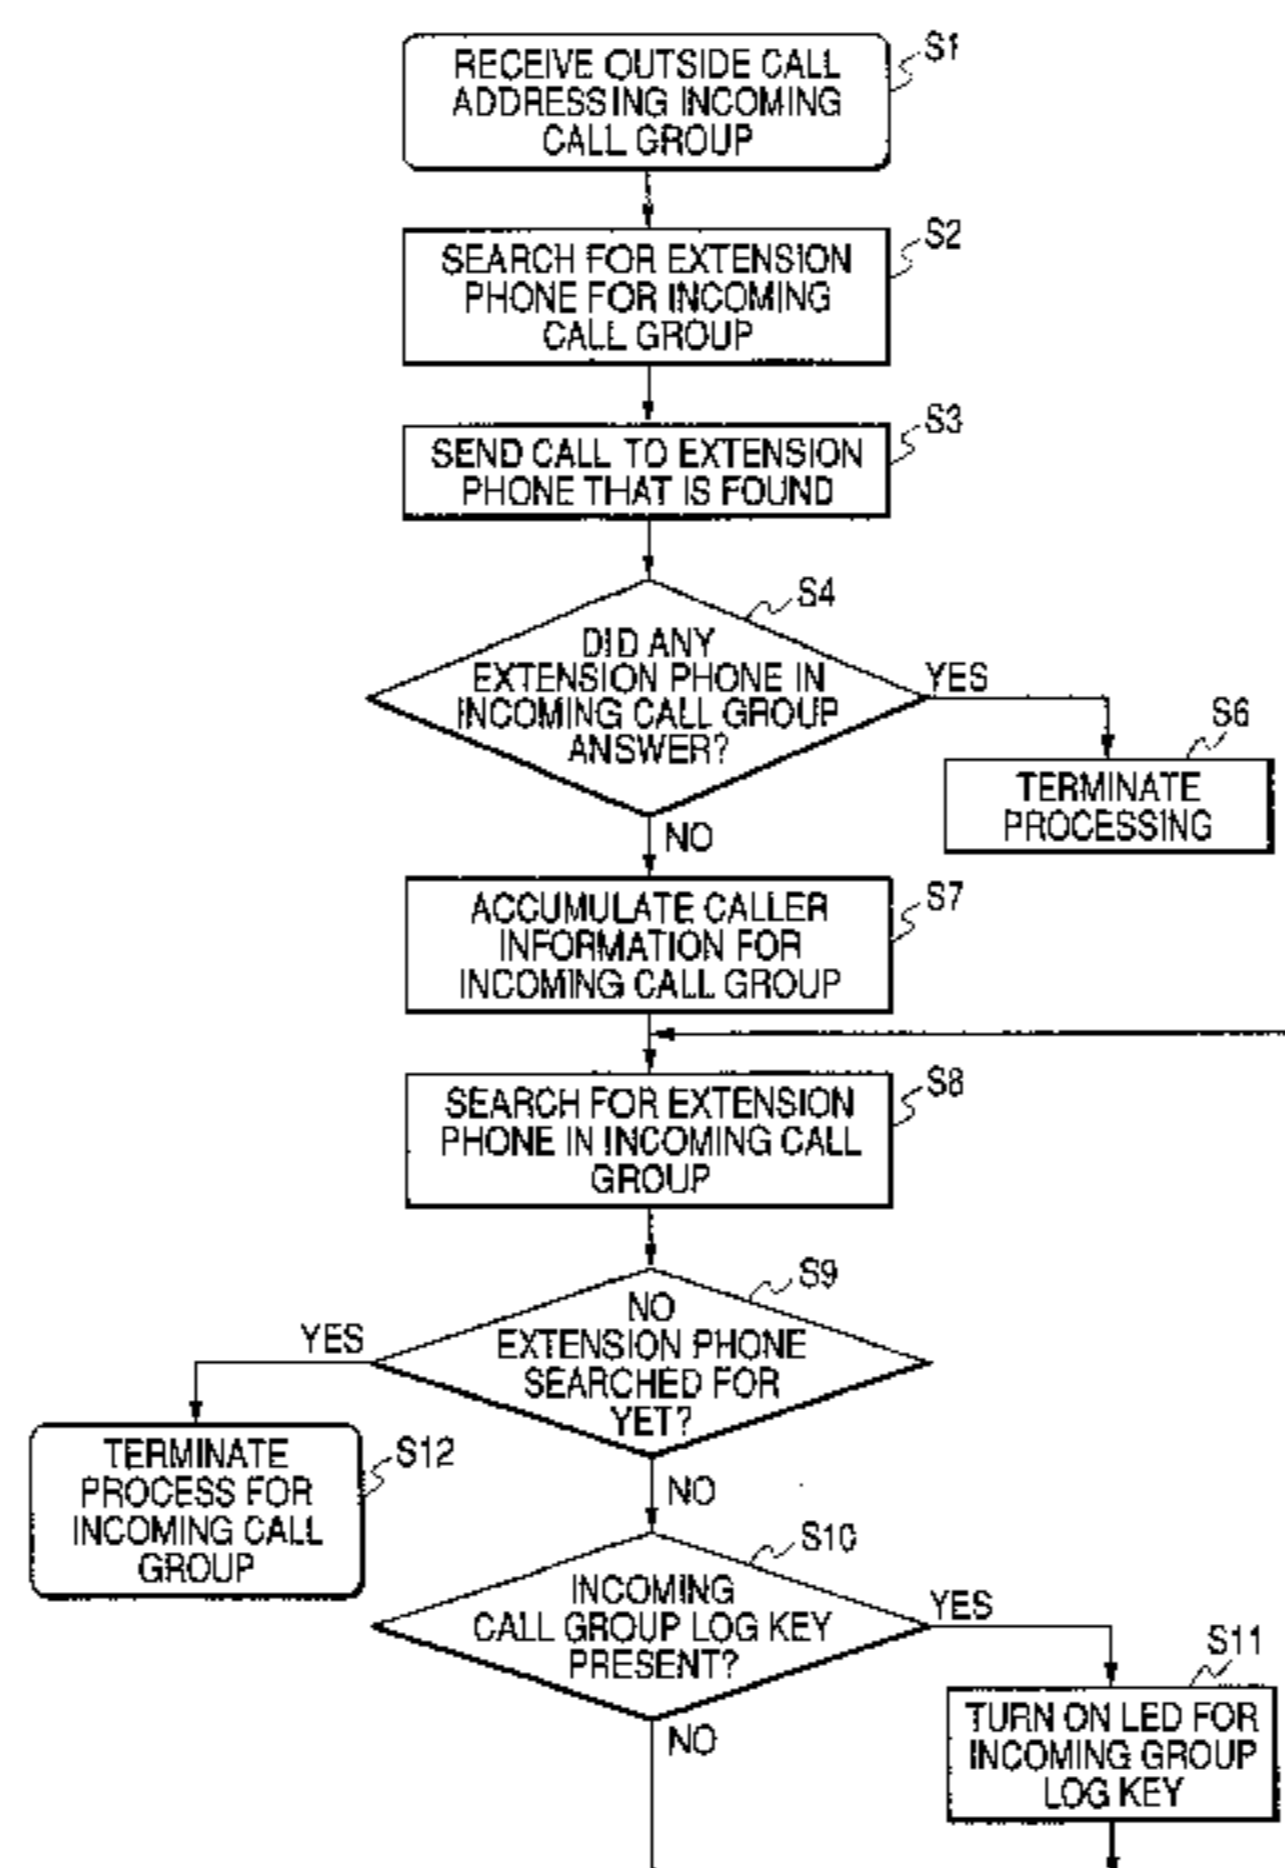 S1
RECEIVE OUTSIDE CALL
ADDRESSING INCOMING
CALL GROUP
S2
SEARCH FOR EXTENSION
PHONE FOR INCOMING
CALL GROUP
S3
SEND CALL TO EXTENSION
PHONE THAT IS FOUND
S4
DID ANY
EXTENSION PHONE IN
INCOMING CALL GROUP
ANSWER?
YES
S6
TERMINATE
PROCESSING
NO
S7
ACCUMULATE CALLER
INFORMATION FOR
INCOMING CALL GROUP
S8
SEARCH FOR EXTENSION
PHONE IN INCOMING CALL
GROUP
S9
NO
EXTENSION PHONE
SEARCHED FOR
YET?
YES
S12
TERMINATE
PROCESS FOR
INCOMING CALL
GROUP
NO
S10
INCOMING
CALL GROUP LOG KEY
PRESENT?
YES
S11
TURN ON LED FOR
INCOMING GROUP
LOG KEY
NO